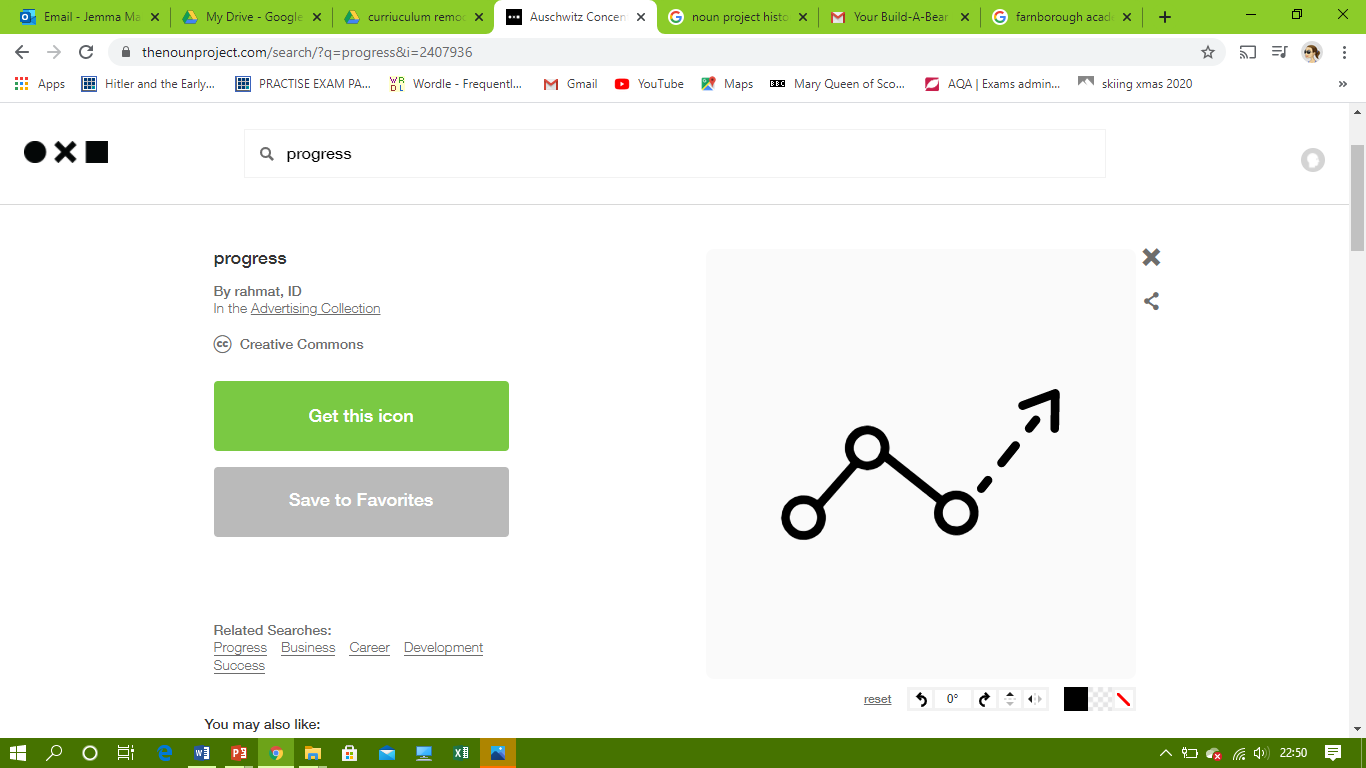 Email - Jemma Ma
My Drive - Google
curriuculum remo
Auschwitz Concen
noun project histo
Your Build-A-Bear
farnborough acad
thenounproject.com/search/?q=progress&i=2407936
Apps
Hitler and the Early...
PRACTISE EXAM PA...
Wordle - Frequentl...
Gmail
YouTube
Maps
BBC
Mary Queen of Sco...
AQA | Exams admin...
skiing xmas 2020
»
progress
progress
By rahmat, ID
In the Advertising Collection
cc Creative Commons
Get this icon
Save to Favorites
Related Searches:
Progress Business Career Development
Success
reset
0°
You may also like:
22:50